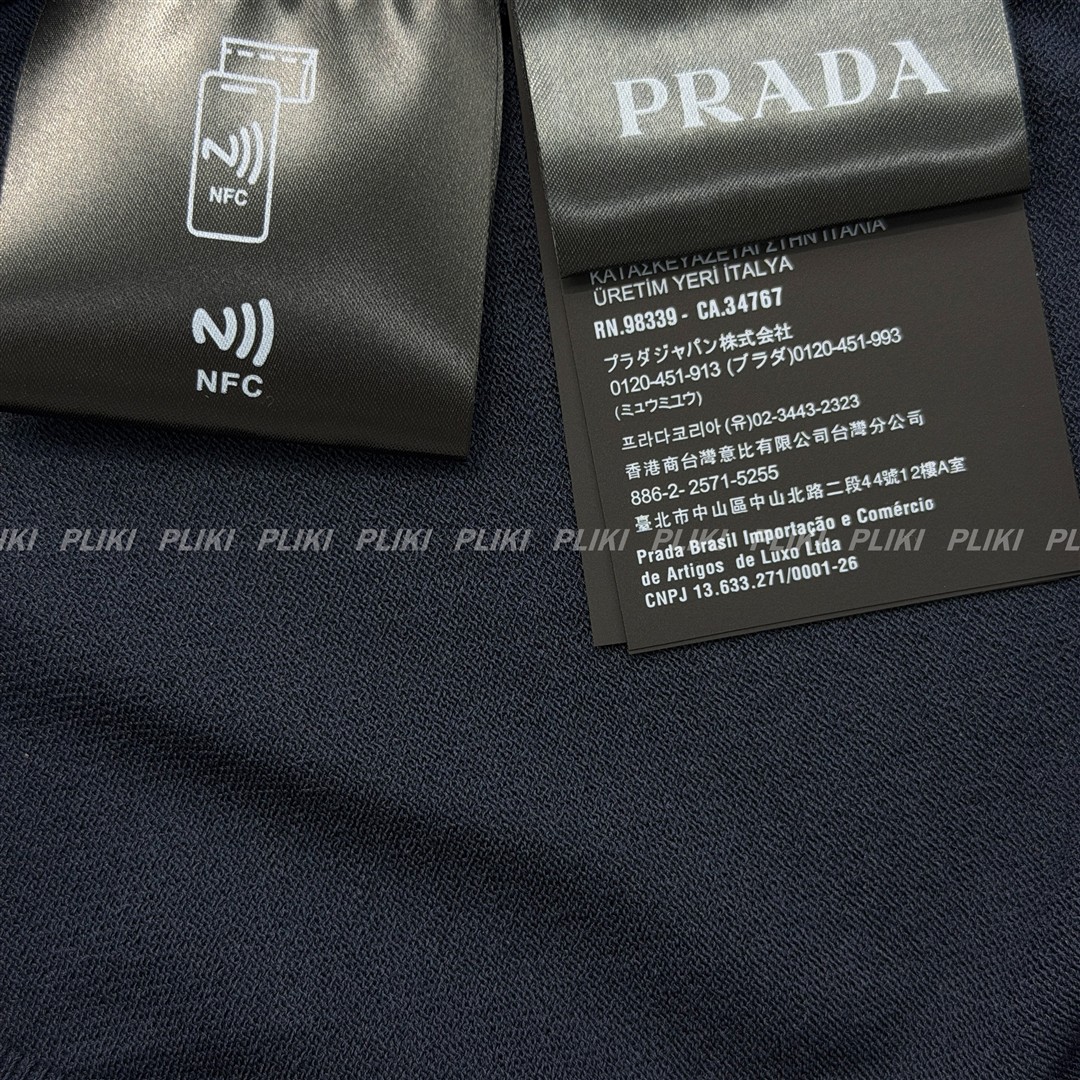 NFC
NFC
PRADA
ΚΑΤΑΣΚΕΥΑΖΕΤΑΙ ΣΤΗΝ ΙΤΑΛΙΑ
ÜRETİM YERİ İTALYA
RN.98339 - CA.34767
プラダジャパン株式会社
0120-451-913 (プラダ)0120-451-993
(ミュウミユウ)
프라다코리아(유)02-3443-2323
香港商台灣意比有限公司台灣分公司
886-2- 2571-5255
臺北市中山區中山北路二段44號12樓A室
Prada Brasil Importação e Comércio
de Artigos de Luxo Ltda
CNPJ 13.633.271/0001-26
PLIKI PLIKI PLIKI PLIKI PLIKI PLIKI PLIKI PLIKI PLIKI PLIKI